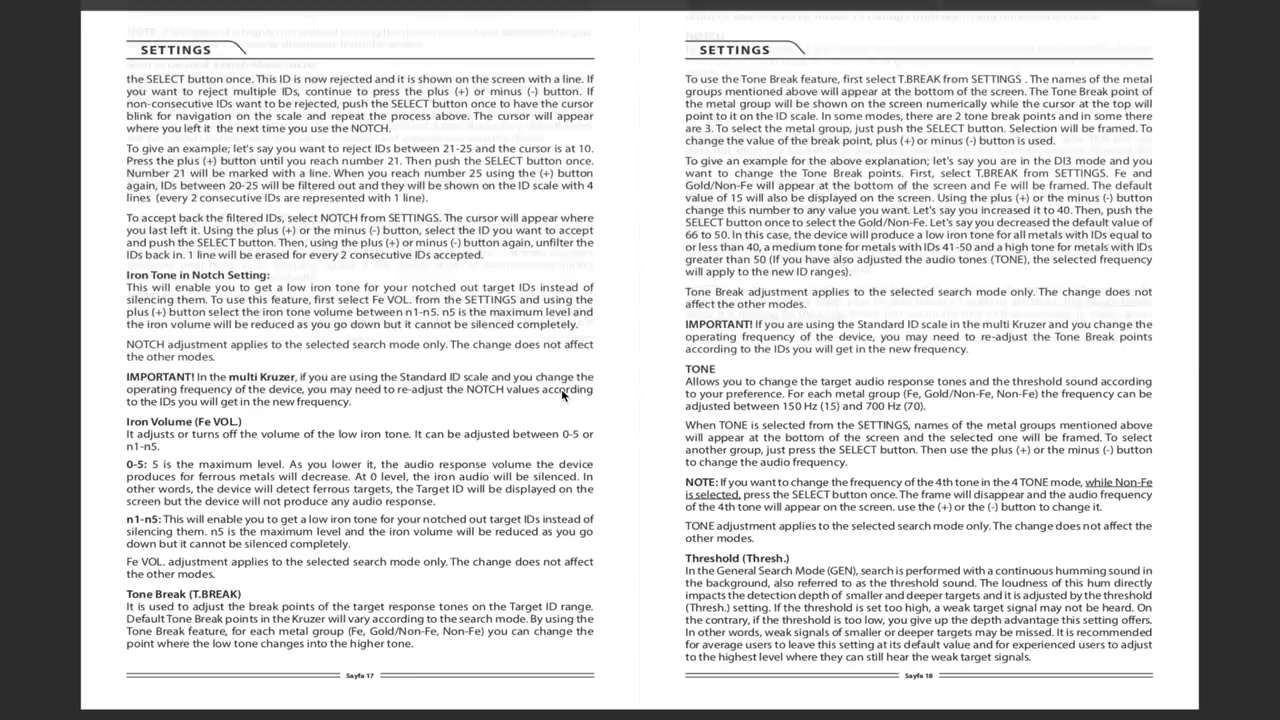 SETTINGS
the SELECT button once. This ID is now rejected and it is shown on the screen with a line. If
you want to reject multiple IDs, continue to press the plus (+) or minus (-) button. If
non-consecutive IDs want to be rejected, push the SELECT button once to have the cursor
blink for navigation on the scale and repeat the process above. The cursor will appear
where you left it the next time you use the NOTCH.
To give an example; let's say you want to reject IDs between 21-25 and the cursor is at 10.
Press the plus (+) button until you reach number 21. Then push the SELECT button once.
Number 21 will be marked with a line. When you reach number 25 using the (+) button
again, IDs between 20-25 will be filtered out and they will be shown on the ID scale with 4
lines (every 2 consecutive IDs are represented with 1 line).
To accept back the filtered IDs, select NOTCH from SETTINGS. The cursor will appear where
you last left it. Using the plus (+) or the minus (-) button, select the ID you want to accept
and push the SELECT button. Then, using the plus (+) or minus (-) button again, unfilter the
IDs back in. 1 line will be erased for every 2 consecutive IDs accepted.
Iron Tone in Notch Setting:
This will enable you to get a low iron tone for your notched out target IDs instead of
silencing them. To use this feature, first select Fe VOL. from the SETTINGS and using the
plus (+) button select the iron tone volume between n1-n5. n5 is the maximum level and
the iron volume will be reduced as you go down but it cannot be silenced completely.
NOTCH adjustment applies to the selected search mode only. The change does not affect
the other modes.
IMPORTANT! In the multi Kruzer, if you are using the Standard ID scale and you change the
operating frequency of the device, you may need to re-adjust the NOTCH values according
to the IDs you will get in the new frequency.
Iron Volume (Fe VOL.)
It adjusts or turns off the volume of the low iron tone. It can be adjusted between 0-5 or
n1-n5.
0-5: 5 is the maximum level. As you lower it, the audio response volume the device
produces for ferrous metals will decrease. At 0 level, the iron audio will be silenced. In
other words, the device will detect ferrous targets, the Target ID will be displayed on the
screen but the device will not produce any audio response.
n1-n5: This will enable you to get a low iron tone for your notched out target IDs instead of
silencing them. n5 is the maximum level and the iron volume will be reduced as you go
down but it cannot be silenced completely.
Fe VOL. adjustment applies to the selected search mode only. The change does not affect
the other modes.
Tone Break (T.BREAK)
It is used to adjust the break points of the target response tones on the Target ID range.
Default Tone Break points in the Kruzer will vary according to the search mode. By using the
Tone Break feature, for each metal group (Fe, Gold/Non-Fe, Non-Fe) you can change the
point where the low tone changes into the higher tone.
Sayfa 17
SETTINGS
To use the Tone Break feature, first select T.BREAK from SETTINGS . The names of the metal
groups mentioned above will appear at the bottom of the screen. The Tone Break point of
the metal group will be shown on the screen numerically while the cursor at the top will
point to it on the ID scale. In some modes, there are 2 tone break points and in some there
are 3. To select the metal group, just push the SELECT button. Selection will be framed. To
change the value of the break point, plus (+) or minus (-) button is used.
To give an example for the above explanation; let's say you are in the DI3 mode and you
want to change the Tone Break points. First, select T.BREAK from SETTINGS. Fe and
Gold/Non-Fe will appear at the bottom of the screen and Fe will be framed. The default
value of 15 will also be displayed on the screen. Using the plus (+) or the minus (-) button
change this number to any value you want. Let's say you increased it to 40. Then, push the
SELECT button to select the Gold/Non-Fe. Let's say you decreased the default value of
66 to 50. In this case, the device will produce a low iron tone for all metals with IDs equal to
or less than 40, a medium tone for metals with IDs 41-50 and a high tone for metals with IDs
greater than 50 (If you have also adjusted the audio tones (TONE), the selected frequency
will apply to the new ID ranges).
Tone Break adjustment applies to the selected search mode only. The change does not
affect the other modes.
IMPORTANT! If you are using the Standard ID scale in the multi Kruzer and you change the
operating frequency of the device, you may need to re-adjust the Tone Break points
according to the IDs you will get in the new frequency.
TONE
Allows you to change the target audio response tones and the threshold sound according
to your preference. For each metal group (Fe, Gold/Non-Fe, Non-Fe) the frequency can be
adjusted between 150 Hz (15) and 700 Hz (70).
When TONE is selected from the SETTINGS, names of the metal groups mentioned above
will appear at the bottom of the screen and the selected one will be framed. To select
another group, just press the SELECT button. Then use the plus (+) or the minus (-) button
to change the audio frequency.
NOTE: If you want to change the frequency of the 4th tone in the 4 TONE mode, while Non-Fe
is selected, press the SELECT button once. The frame will disappear and the audio frequency
of the 4th tone will appear on the screen. use the (+) or the (-) button to change it.
TONE adjustment applies to the selected search mode only. The change does not affect the
other modes.
Threshold (Thresh.)
In the General Search Mode (GEN), search is performed with a continuous humming sound in
the background, also referred to as the threshold sound. The loudness of this hum directly
impacts the detection depth of smaller and deeper targets and it is adjusted by the threshold
(Thresh.) setting. If the threshold is set too high, a weak target signal may not be heard. On
the contrary, if the threshold is too low, you give up the depth advantage this setting offers.
In other words, weak signals of smaller or deeper targets may be missed. It is recommended
for average users to leave this setting at its default value and for experienced users to adjust
to the highest level where they can still hear the weak target signals.
Sayfa 18